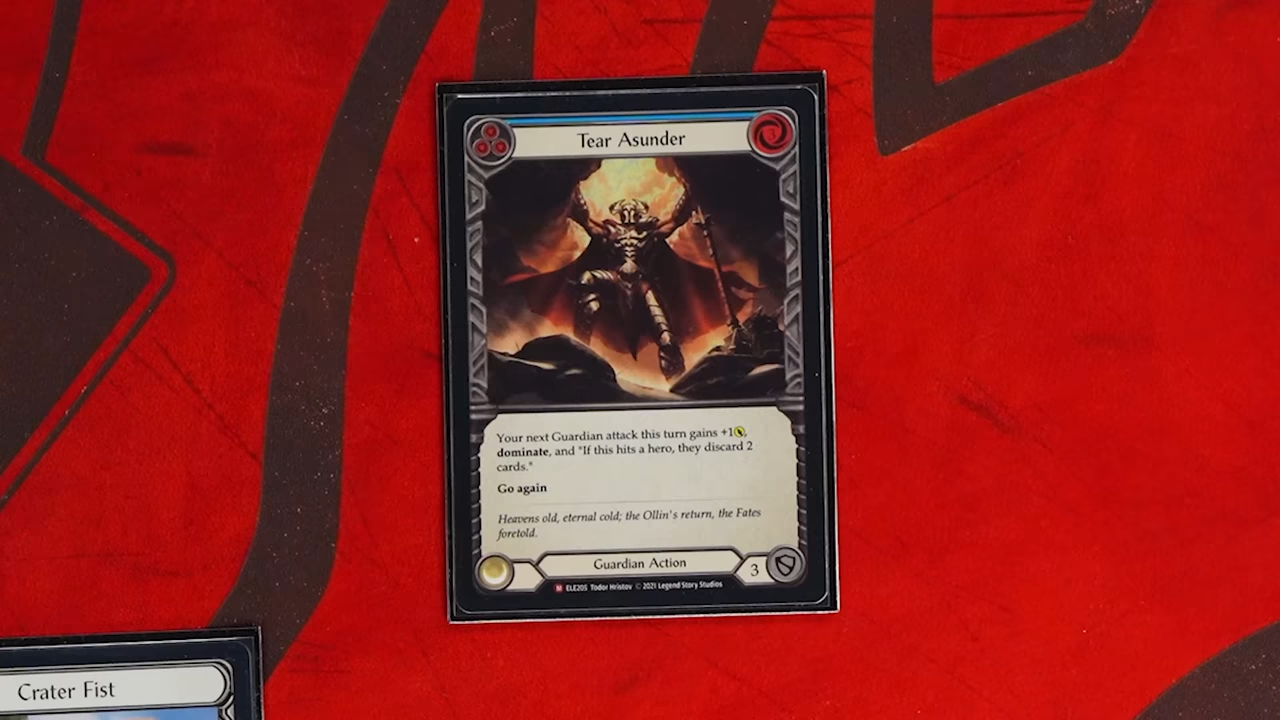 Tear Asunder
3
Your next Guardian attack this turn gains +1,
dominate, and "If this hits a hero, they discard 2
cards."
Go again
Heavens old, eternal cold; the Ollin's return, the Fates
foretold.
Guardian Action
3
M ELE205 Todor Hristov © 2021 Legend Story Studios
Crater Fist